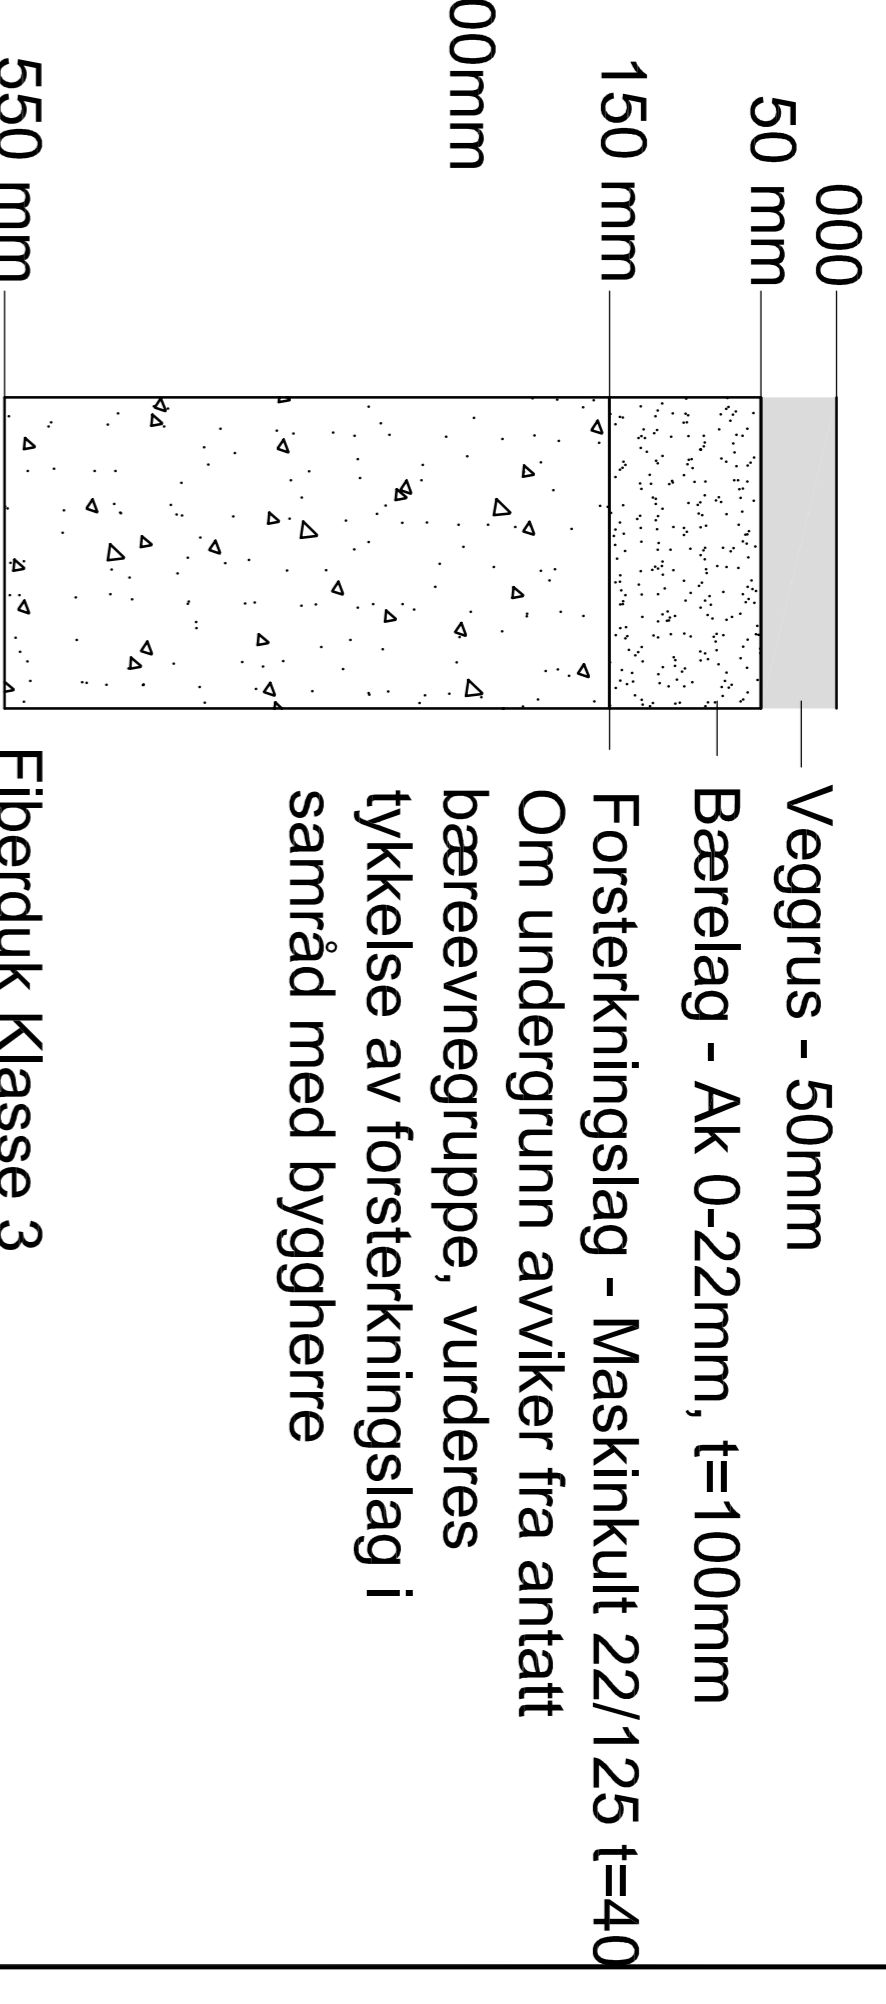 000
50 mm
150 mm
00mm
550 mm
Veggrus - 50mm
Bærelag - Ak 0-22mm, t=100mm
Forsterkningslag - Maskinkult 22/125 t=40
Om undergrunn avviker fra antatt
bæreevnegruppe, vurderes
tykkelse av forsterkningslag i
samråd med byggherre
Fiberduk Klasse 3